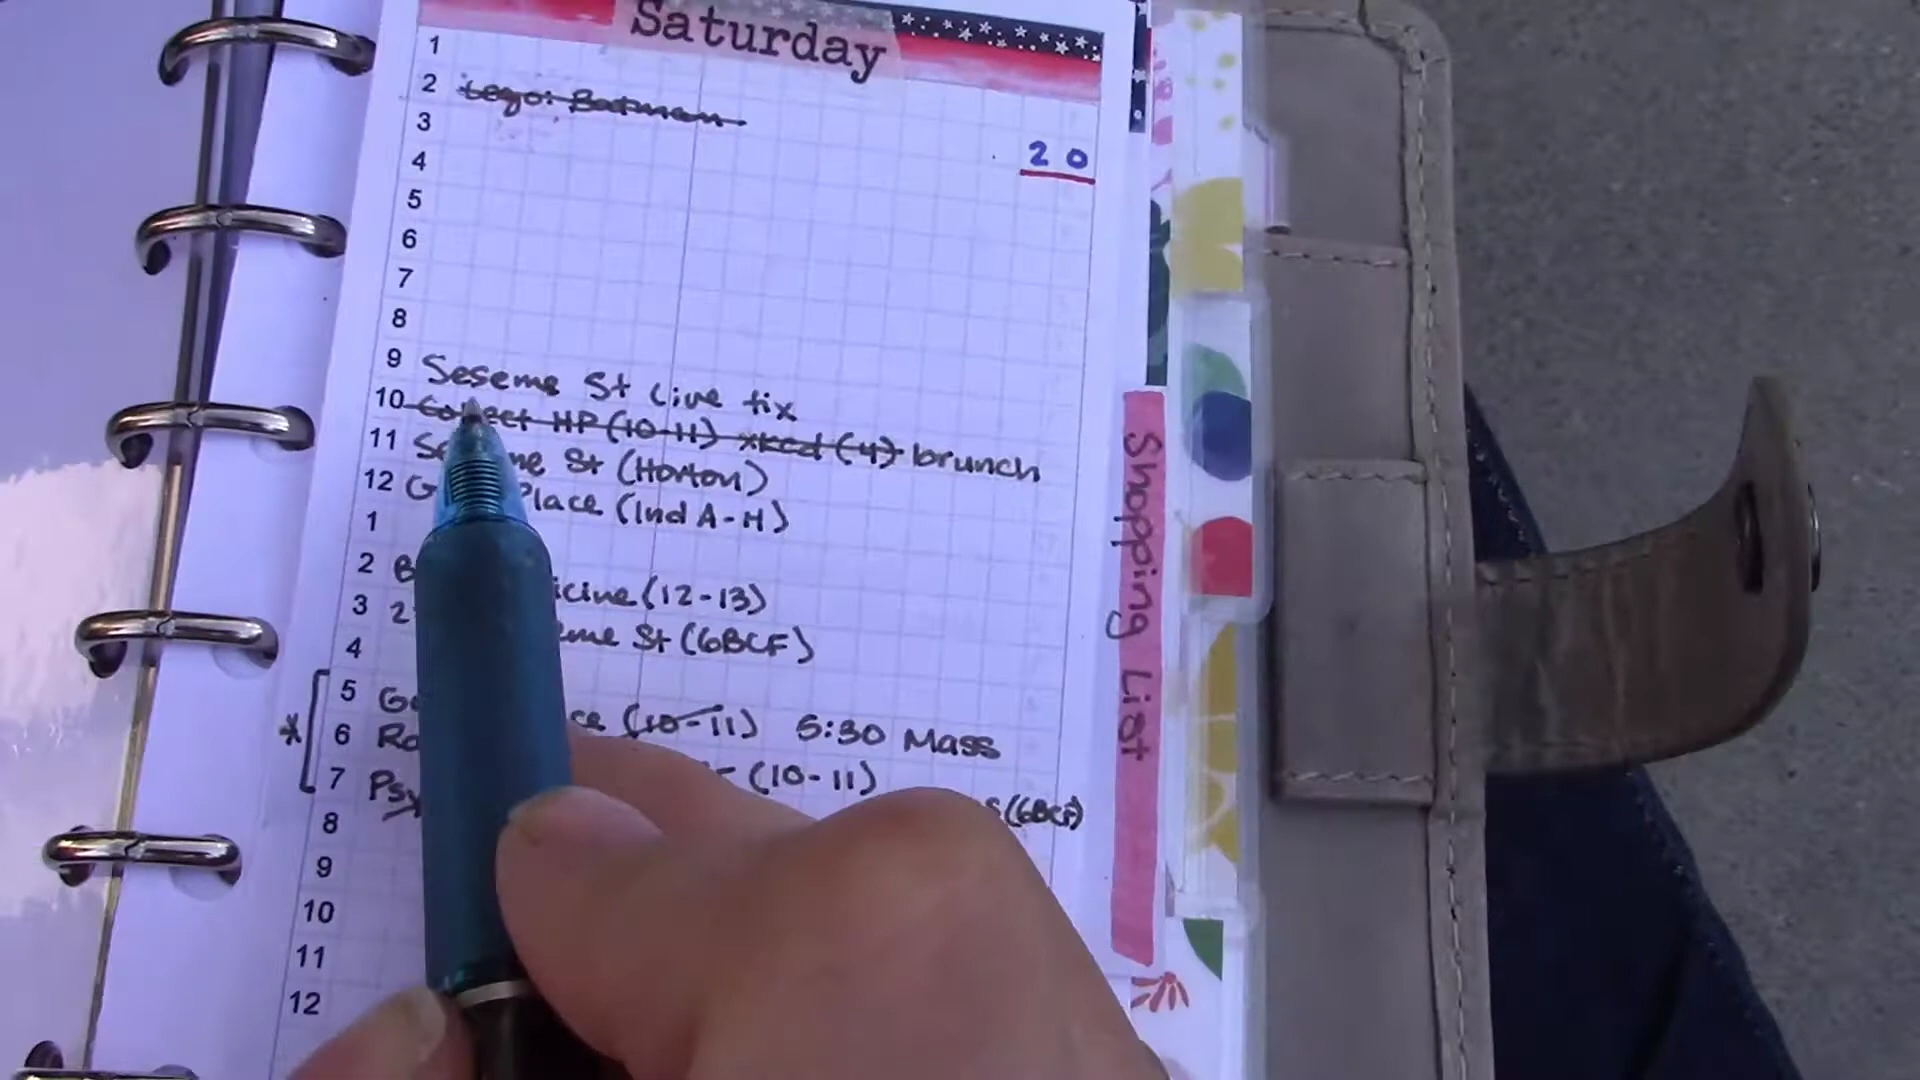 Saturday
1
2 Lego: Batman
3
20
4
5
6
7
8
9 Seseme St Live tix
10 Collect HP (10-11) xkcd (4) brunch
11 St (Horton)
12 Place (Ind A-H)
1
2 (12-13)
3 St (6BCF)
4
* 5 (10-11) 5:30 Mass
6 (10-11)
7 (6BCF)
8
9
10
11
12
Shopping List